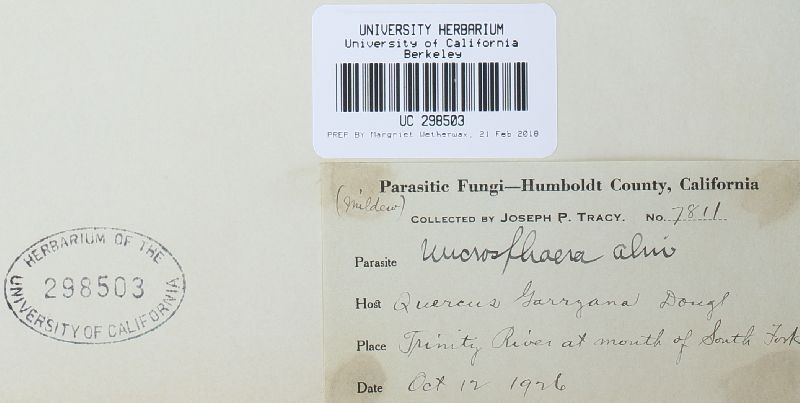 UNIVERSITY HERBARIUM
University of California
Berkeley
UC 298503
PREP. BY Margriet Wetherwax, 21 Feb 2018
Parasitic Fungi—Humboldt County, California
(Mildew)
COLLECTED BY JOSEPH P. TRACY. No. 7811
Parasite Microsphaera alni
Host Quercus Garryana Dougl
Place Trinity River at mouth of South Fork
Date Oct 12 1926
HERBARIUM OF THE
298503
UNIVERSITY OF CALIFORNIA